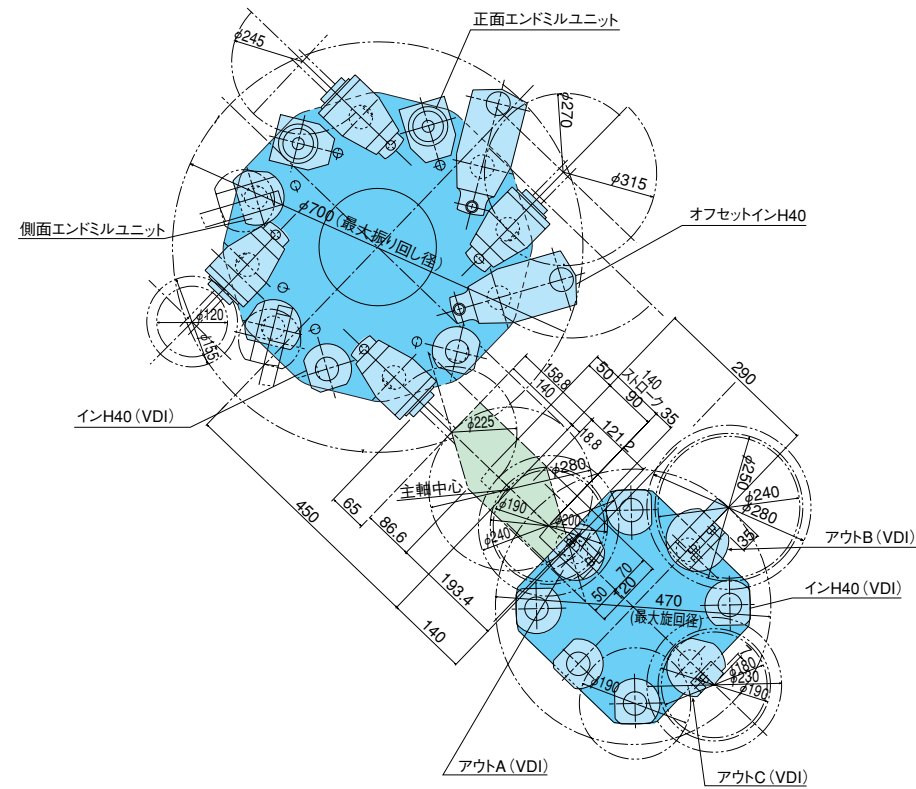 正面エンドミルユニット
φ245
φ270
φ315
オフセットインH40
φ700(最大振り回し径)
側面エンドミルユニット
φ120
φ155
インH40(VDI)
290
158.8
140
50
140
ストローク
90
35
18.8
121.2
φ225
主軸中心
φ280
φ190
φ200
φ240
450
65
86.6
193.4
140
φ250
φ240
φ280
35
アウトB(VDI)
インH40(VDI)
70
50
120
470
(最大旋回径)
φ190
φ180
φ230
φ190
アウトA(VDI)
アウトC(VDI)